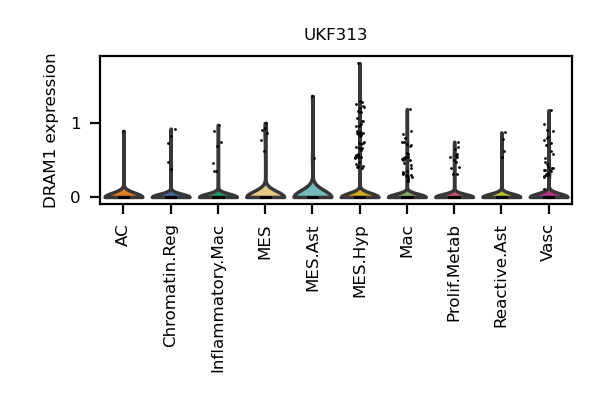 UKF313
DRAM1 expression
1
0
AC
Chromatin.Reg
Inflammatory.Mac
MES
MES.Ast
MES.Hyp
Mac
Prolif.Metab
Reactive.Ast
Vasc